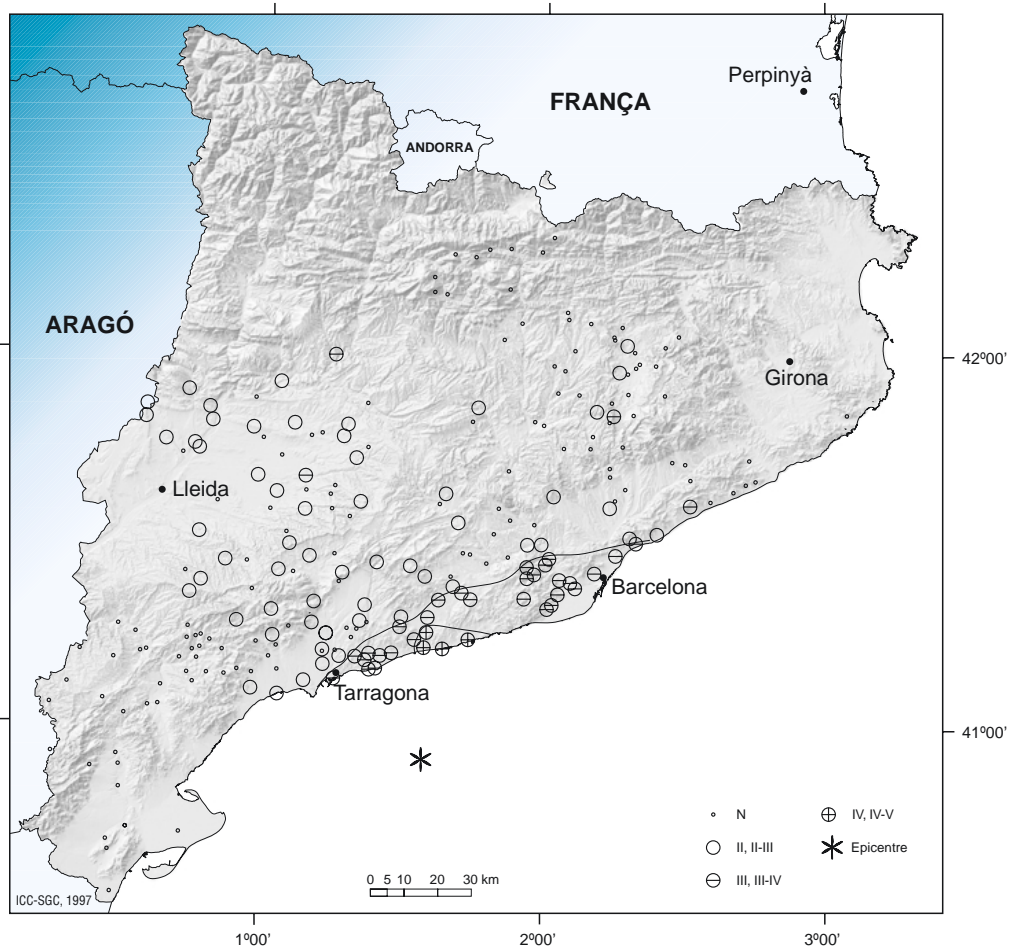 Perpinyà
FRANÇA
ANDORRA
ARAGÓ
42º00'
Girona
Lleida
Barcelona
Tarragona
41º00'
N
IV, IV-V
II, II-III
Epicentre
III, III-IV
0 5 10 20 30 km
ICC-SGC, 1997
1º00'
2º00'
3º00'